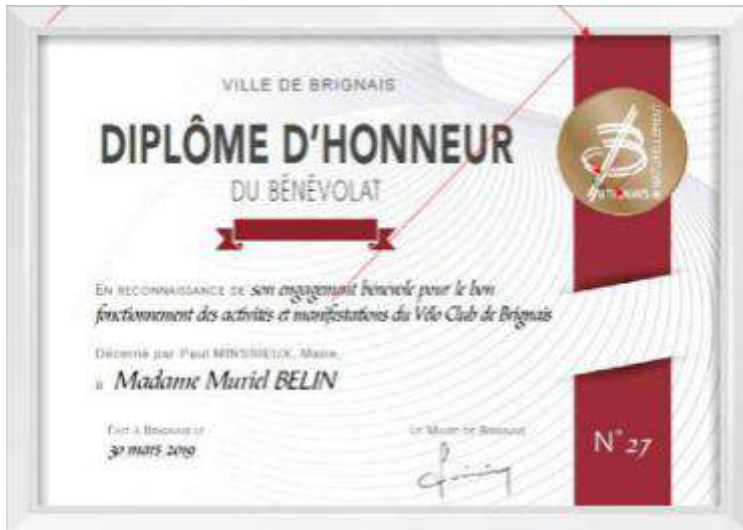 VILLE DE BRIGNAIS
DIPLÔME D'HONNEUR
DU BÉNÉVOLAT
EN RECONNAISSANCE DE son engagement bénévole pour le bon
fonctionnement des activités et manifestations du Vélo Club de Brignais
Décerné par Paul MINSSIEUX, Maire,
à Madame Muriel BELIN
FAIT À BRIGNAIS LE
30 mars 2019
LE MAIRE DE BRIGNAIS
N° 27
BRIGNAIS
NATURELLEMENT